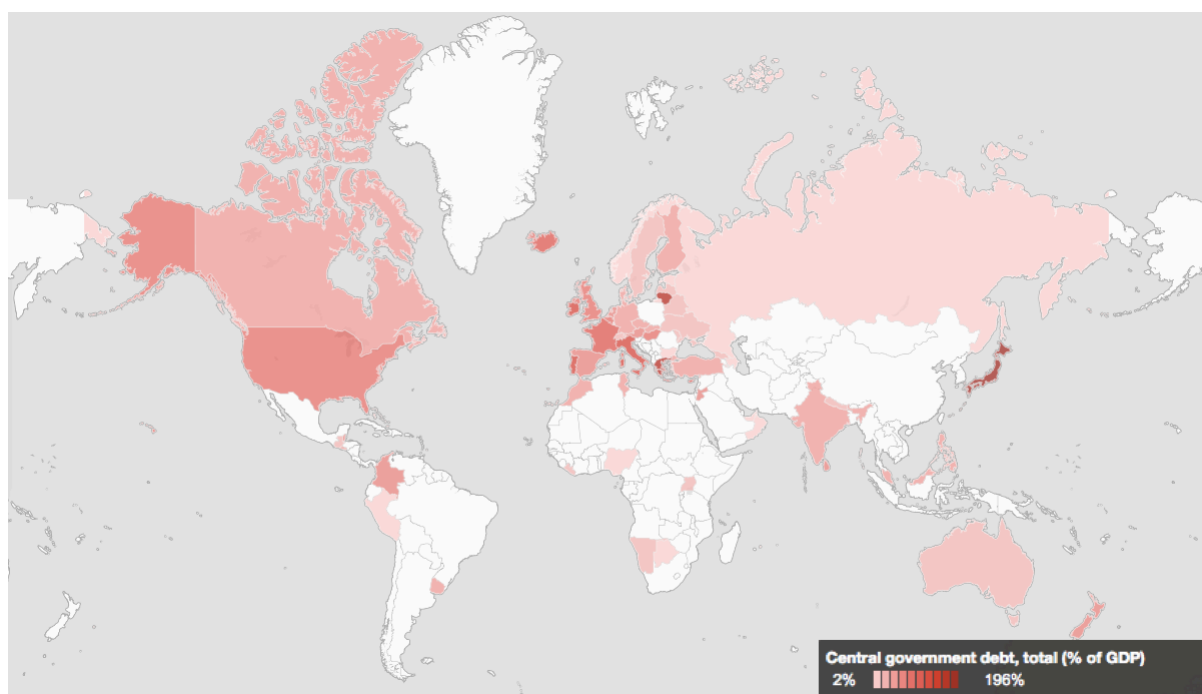 Central government debt, total (% of GDP)
2% 196%